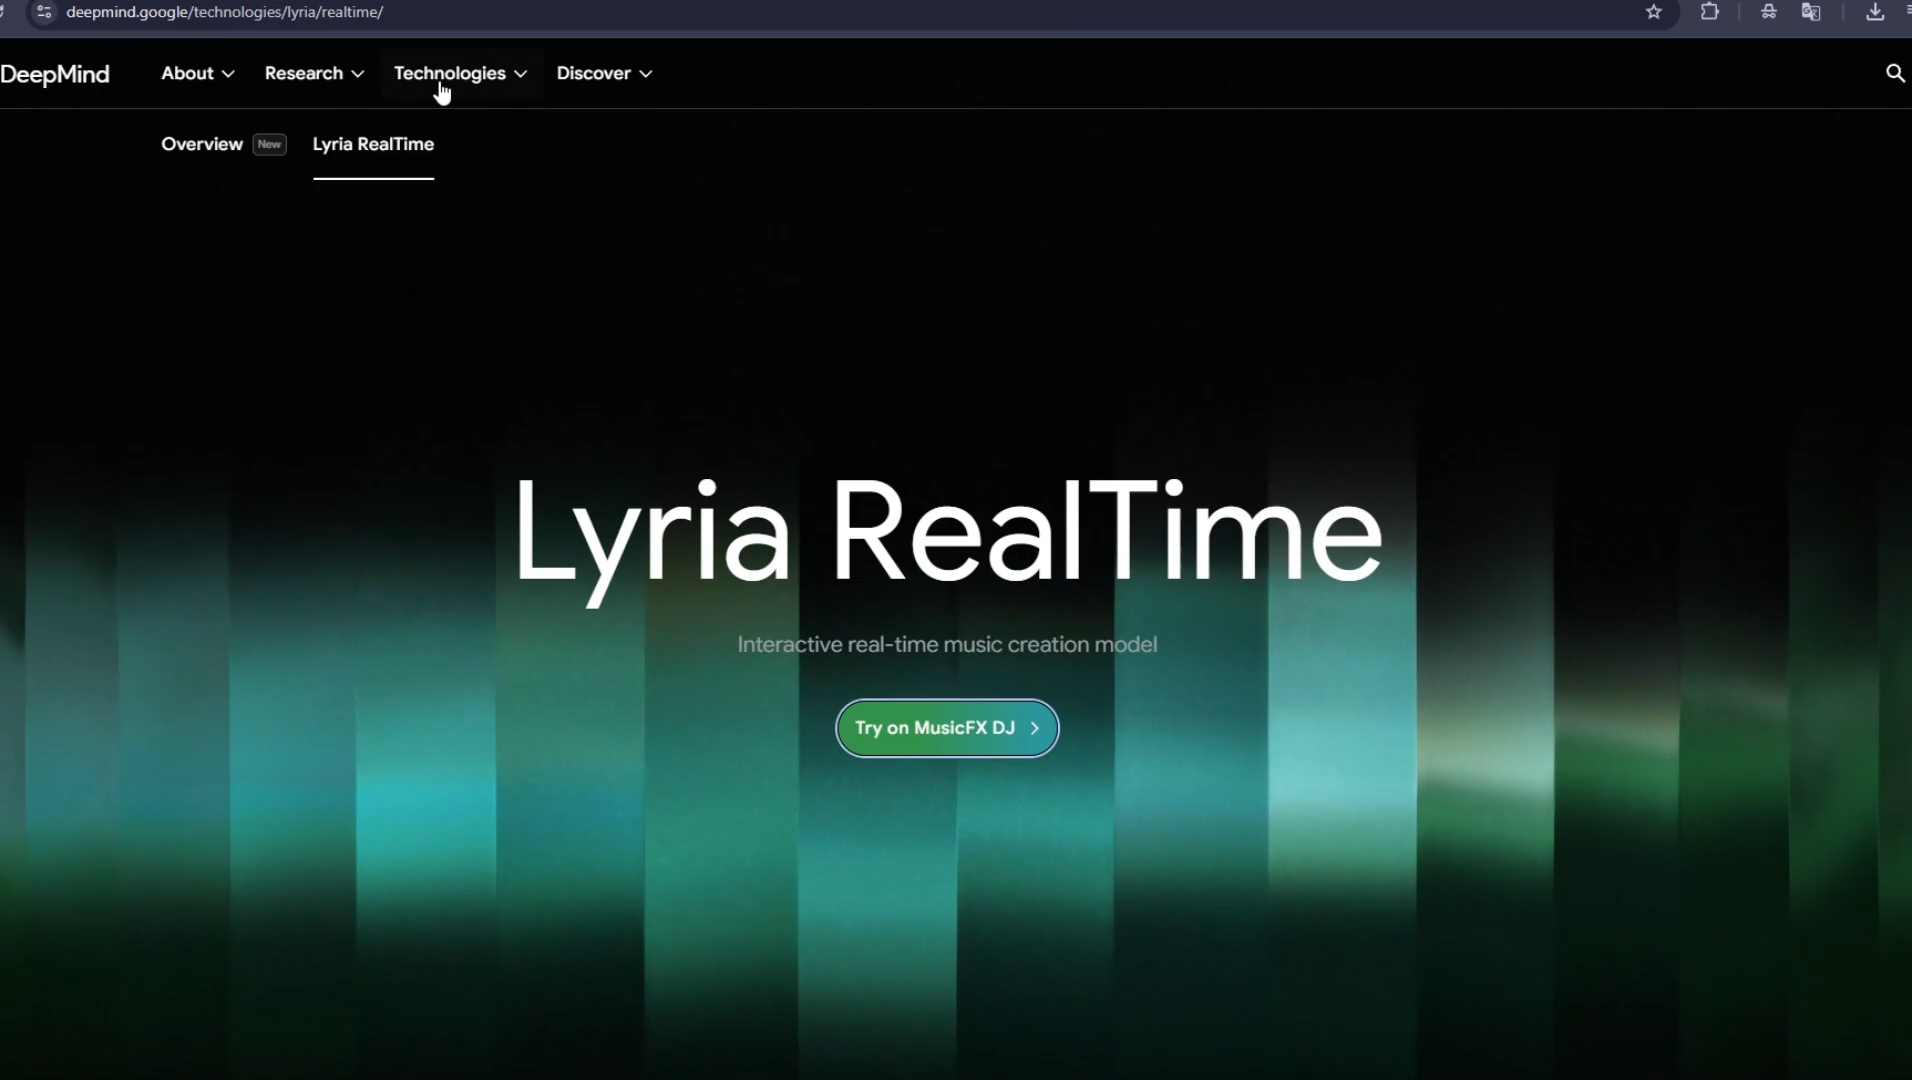 deepmind.google/technologies/lyria/realtime/
DeepMind About Research Technologies Discover
Overview New Lyria RealTime
Lyria RealTime
Interactive real-time music creation model
Try on MusicFX DJ